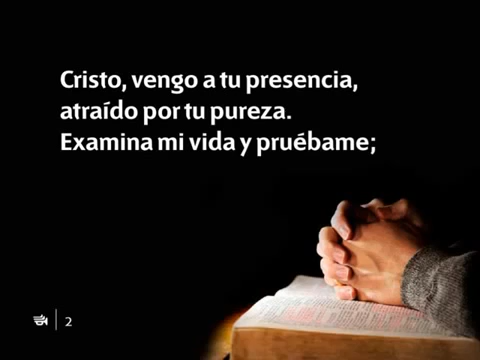 Cristo, vengo a tu presencia,
atraído por tu pureza.
Examina mi vida y pruébame;
2